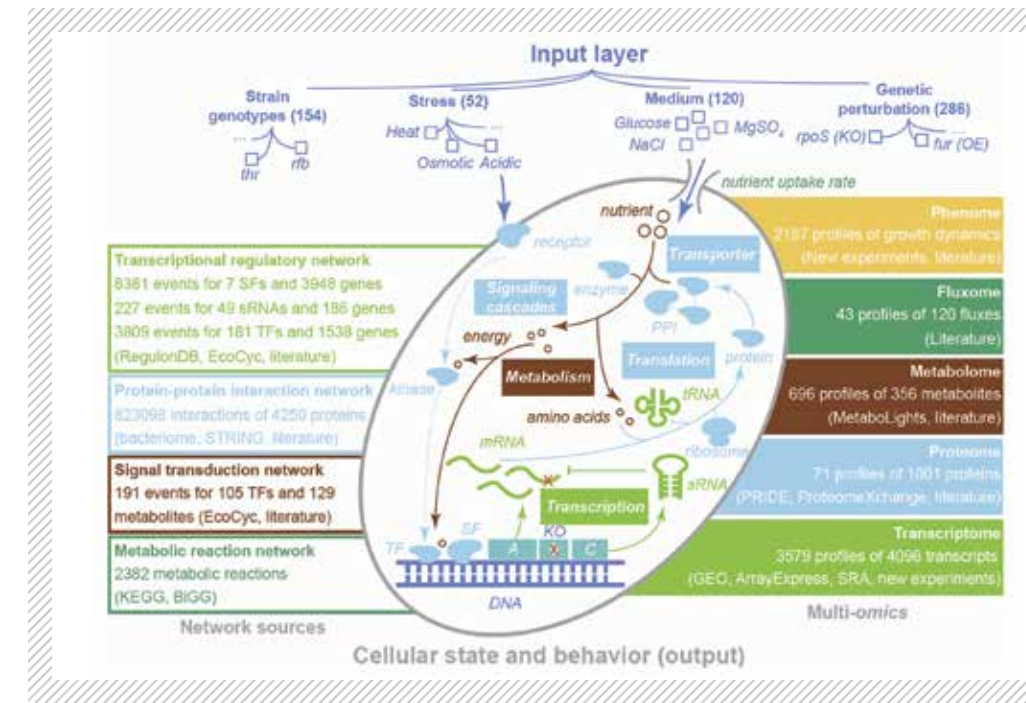 Input layer
Strain
genotypes (154)
...
thr
rfb
Stress (52)
Heat
...
Osmotic Acidic
Medium (120)
Glucose
MgSO4
NaCl
Genetic
perturbation (286)
rpoS (KO)
...
fur (OE)
nutrient uptake rate
Transcriptional regulatory network
8381 events for 7 SFs and 3948 genes
227 events for 49 sRNAs and 186 genes
3809 events for 181 TFs and 1538 genes
(RegulonDB, EcoCyc, literature)
Protein-protein interaction network
823098 interactions of 4250 proteins
(bacteriome, STRING, literature)
Signal transduction network
191 events for 105 TFs and 129
metabolites (EcoCyc, literature)
Metabolic reaction network
2382 metabolic reactions
(KEGG, BIGG)
Network sources
nutrient
receptor
Transporter
Signaling
cascades
enzyme
PPI
energy
Translation
protein
kinase
Metabolism
tRNA
amino acids
mRNA
ribosome
sRNA
Transcription
TF
SF
KO
A
X
C
DNA
Phenome
2187 profiles of growth dynamics
(New experiments, literature)
Fluxome
43 profiles of 120 fluxes
(Literature)
Metabolome
696 profiles of 356 metabolites
(MetaboLights, literature)
Proteome
71 profiles of 1001 proteins
(PRIDE, ProteomeXchange, literature)
Transcriptome
3579 profiles of 4096 transcripts
(GEO, ArrayExpress, SRA, new experiments)
Multi-omics
Cellular state and behavior (output)